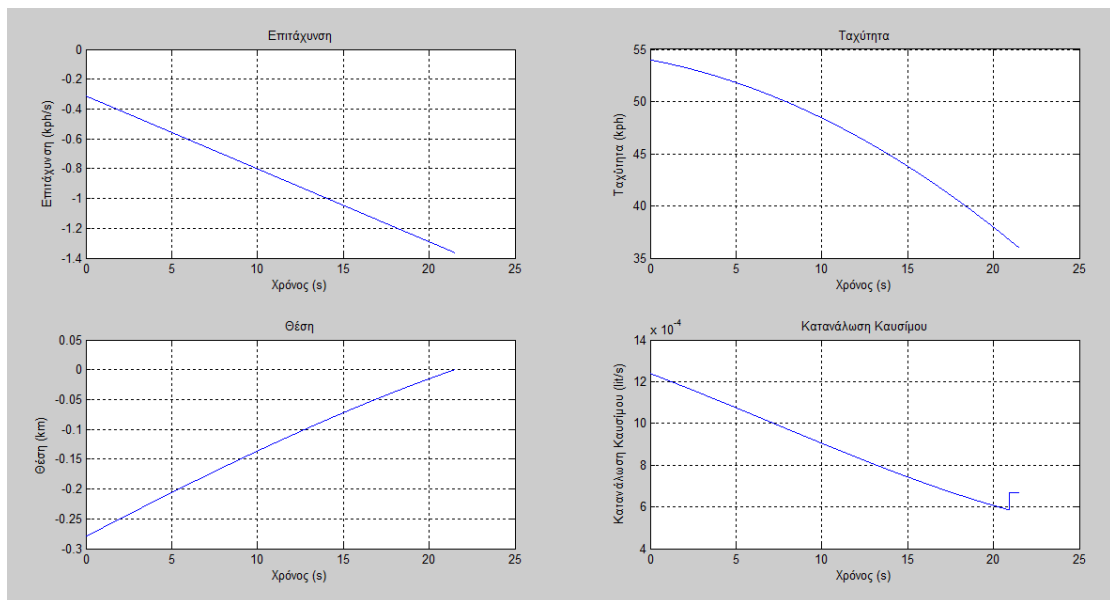 Επιτάχυνση
Επιτάχυνση (kph/s)
0
-0.2
-0.4
-0.6
-0.8
-1
-1.2
-1.4
0 5 10 15 20 25
Χρόνος (s)
Ταχύτητα
Ταχύτητα (kph)
55
50
45
40
35
0 5 10 15 20 25
Χρόνος (s)
Θέση
Θέση (km)
0.05
0
-0.05
-0.1
-0.15
-0.2
-0.25
-0.3
0 5 10 15 20 25
Χρόνος (s)
Κατανάλωση Καυσίμου
x 10⁻⁴
Κατανάλωση Καυσίμου (lit/s)
14
12
10
8
6
4
0 5 10 15 20 25
Χρόνος (s)